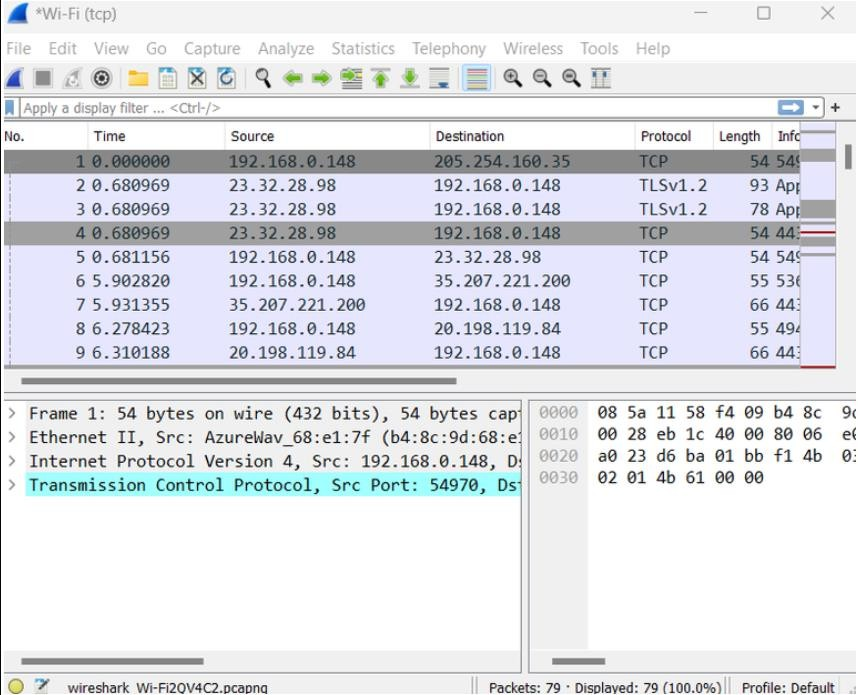 *Wi-Fi (tcp)
File Edit View Go Capture Analyze Statistics Telephony Wireless Tools Help
Apply a display filter ... <Ctrl-/>
No. Time Source Destination Protocol Length Info
1 0.000000 192.168.0.148 205.254.160.35 TCP 54 549
2 0.680969 23.32.28.98 192.168.0.148 TLSv1.2 93 App
3 0.680969 23.32.28.98 192.168.0.148 TLSv1.2 78 App
4 0.680969 23.32.28.98 192.168.0.148 TCP 54 443
5 0.681156 192.168.0.148 23.32.28.98 TCP 54 549
6 5.902820 192.168.0.148 35.207.221.200 TCP 55 536
7 5.931355 35.207.221.200 192.168.0.148 TCP 66 443
8 6.278423 192.168.0.148 20.198.119.84 TCP 55 494
9 6.310188 20.198.119.84 192.168.0.148 TCP 66 443
Frame 1: 54 bytes on wire (432 bits), 54 bytes capt
Ethernet II, Src: AzureWav_68:e1:7f (b4:8c:9d:68:e1
Internet Protocol Version 4, Src: 192.168.0.148, Ds
Transmission Control Protocol, Src Port: 54970, Dst
0000 08 5a 11 58 f4 09 b4 8c 9d
0010 00 28 eb 1c 40 00 80 06 e0
0020 a0 23 d6 ba 01 bb f1 4b 03
0030 02 01 4b 61 00 00
wireshark_Wi-Fi2QV4C2.pcapng Packets: 79 · Displayed: 79 (100.0%) Profile: Default